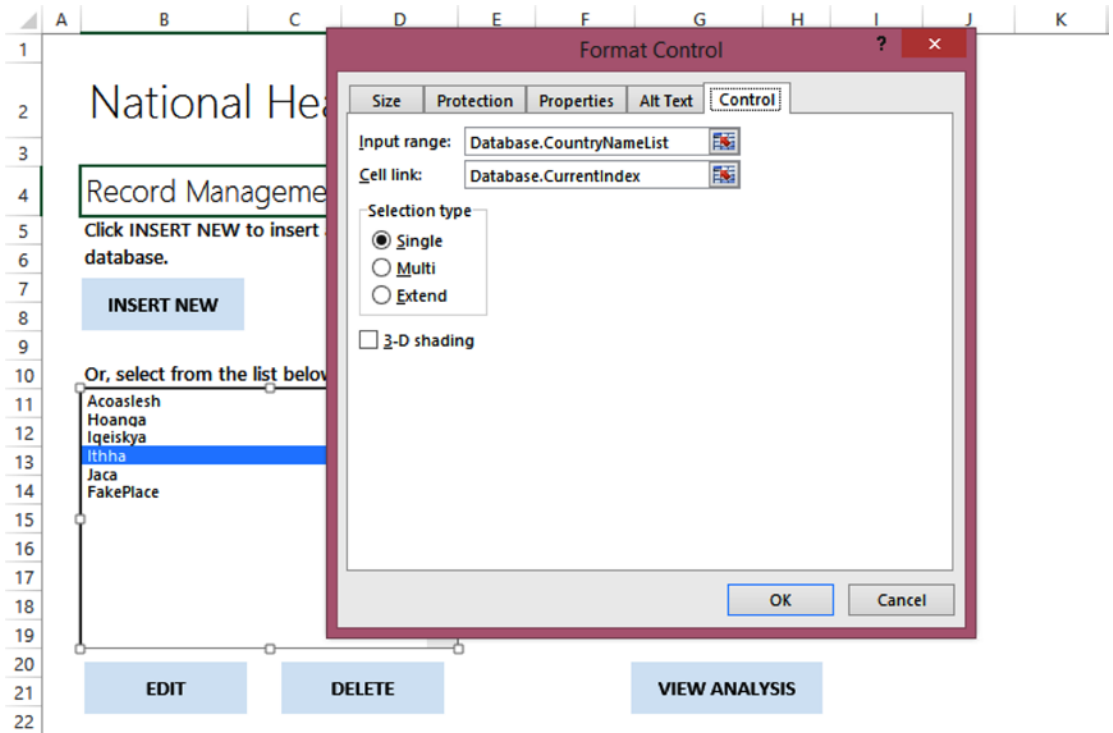 A B C D E F G H I J K
1
2
3
4
5
6
7
8
9
10
11
12
13
14
15
16
17
18
19
20
21
22
National Hea
Record Manageme
Click INSERT NEW to insert
database.
INSERT NEW
Or, select from the list below
Acoaslesh
Hoanga
Iqeiskya
Ithha
Jaca
FakePlace
EDIT DELETE VIEW ANALYSIS
Format Control ? ×
Size Protection Properties Alt Text Control
Input range: Database.CountryNameList
Cell link: Database.CurrentIndex
Selection type
Single
Multi
Extend
3-D shading
OK Cancel